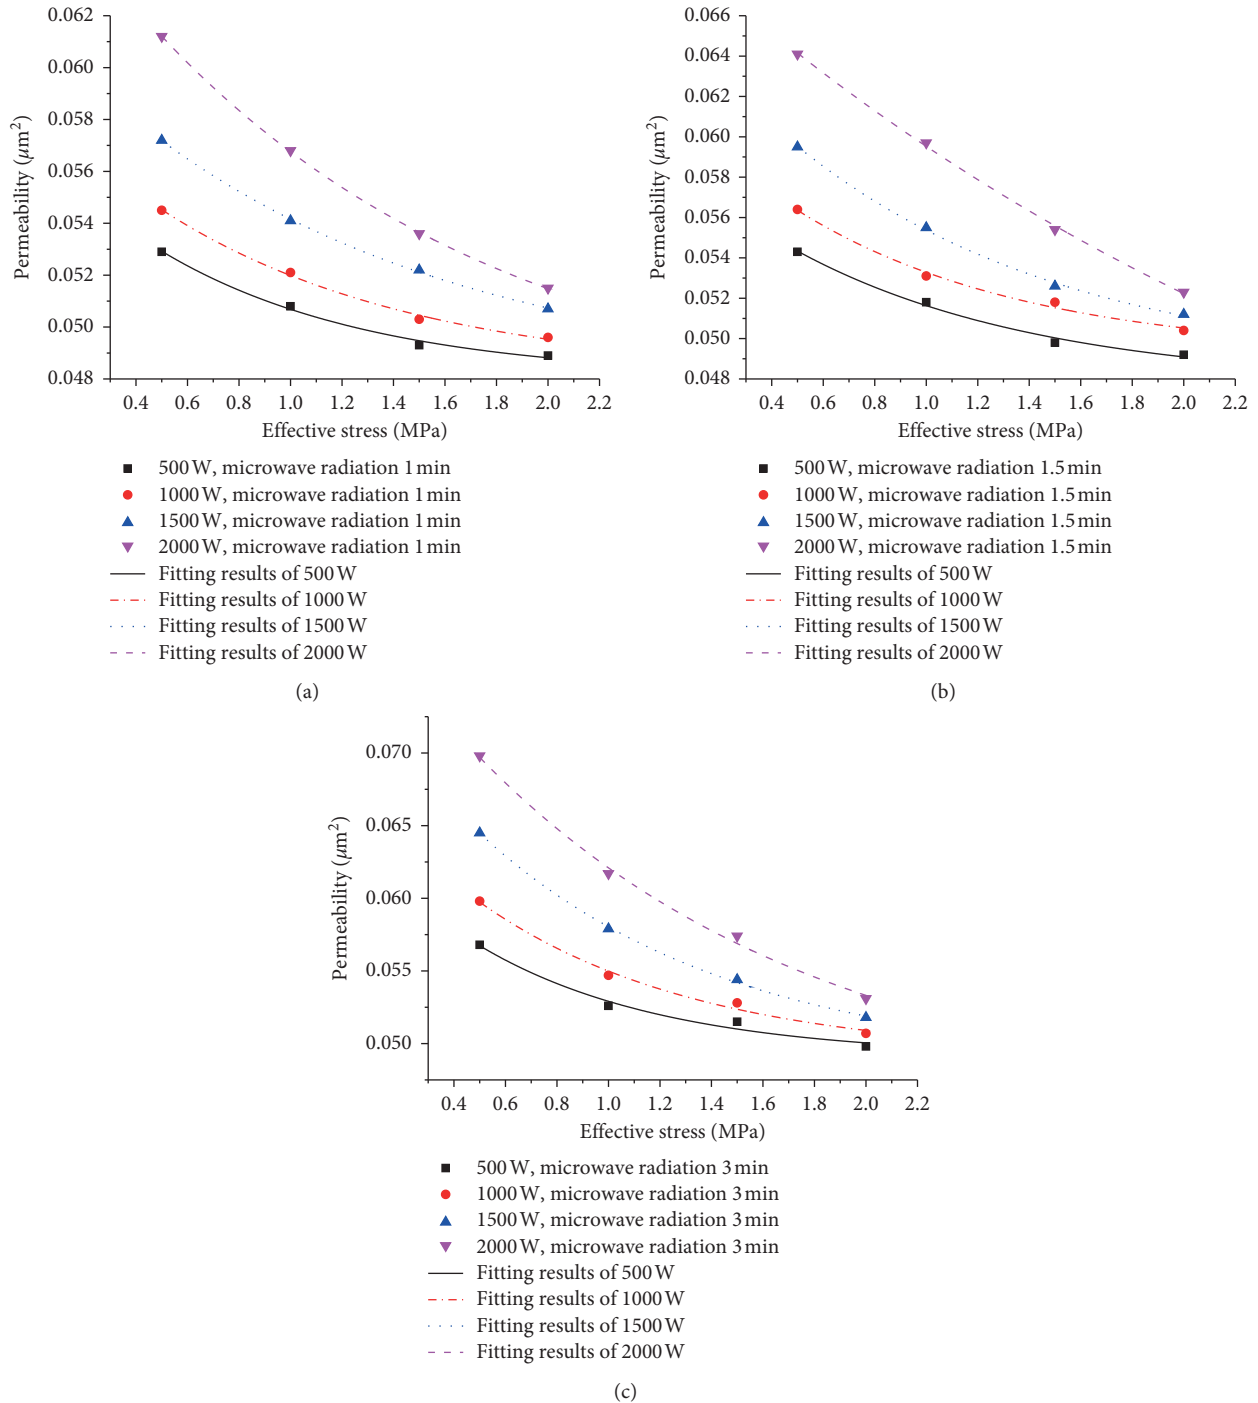 0.062
0.060
0.058
0.056
0.054
0.052
0.050
0.048
Permeability (μm²)
0.4 0.6 0.8 1.0 1.2 1.4 1.6 1.8 2.0 2.2
Effective stress (MPa)
500 W, microwave radiation 1 min
1000 W, microwave radiation 1 min
1500 W, microwave radiation 1 min
2000 W, microwave radiation 1 min
Fitting results of 500 W
Fitting results of 1000 W
Fitting results of 1500 W
Fitting results of 2000 W
(a)
0.066
0.064
0.062
0.060
0.058
0.056
0.054
0.052
0.050
0.048
Permeability (μm²)
0.4 0.6 0.8 1.0 1.2 1.4 1.6 1.8 2.0 2.2
Effective stress (MPa)
500 W, microwave radiation 1.5 min
1000 W, microwave radiation 1.5 min
1500 W, microwave radiation 1.5 min
2000 W, microwave radiation 1.5 min
Fitting results of 500 W
Fitting results of 1000 W
Fitting results of 1500 W
Fitting results of 2000 W
(b)
0.070
0.065
0.060
0.055
0.050
Permeability (μm²)
0.4 0.6 0.8 1.0 1.2 1.4 1.6 1.8 2.0 2.2
Effective stress (MPa)
500 W, microwave radiation 3 min
1000 W, microwave radiation 3 min
1500 W, microwave radiation 3 min
2000 W, microwave radiation 3 min
Fitting results of 500 W
Fitting results of 1000 W
Fitting results of 1500 W
Fitting results of 2000 W
(c)